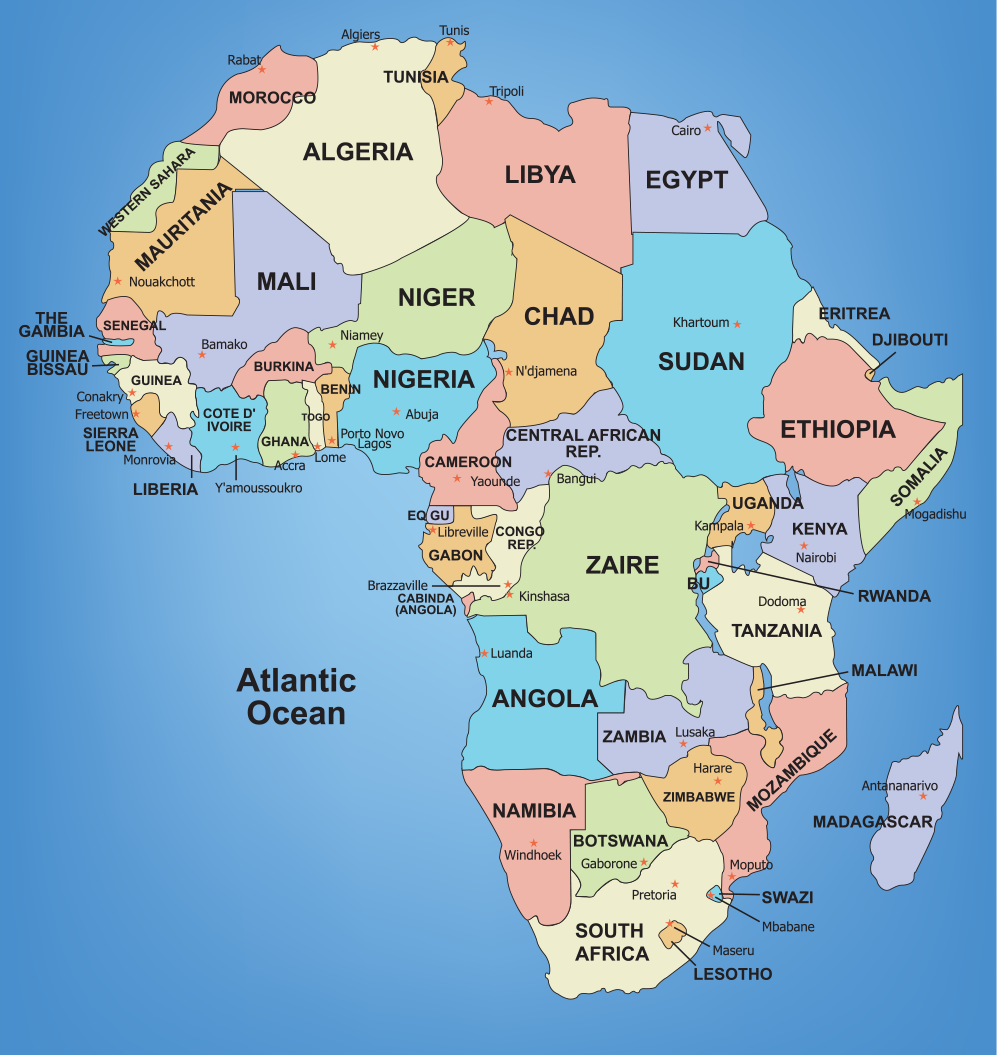 Tunis
Algiers
Rabat
TUNISIA
Tripoli
MOROCCO
Cairo
ALGERIA
LIBYA
EGYPT
WESTERN SAHARA
MAURITANIA
Nouakchott
MALI
NIGER
CHAD
THE
GAMBIA
SENEGAL
ERITREA
Khartoum
Niamey
DJIBOUTI
Bamako
GUINEA
BISSAU
SUDAN
BURKINA
N'djamena
NIGERIA
GUINEA
BENIN
Conakry
Freetown
COTE D'
IVOIRE
TOGO
Abuja
ETHIOPIA
SIERRA
LEONE
GHANA
Porto Novo
Lagos
CENTRAL AFRICAN
REP.
Monrovia
Lome
Accra
CAMEROON
Yaounde
Bangui
SOMALIA
LIBERIA
Y'amoussoukro
UGANDA
Mogadishu
EQ GU
Kampala
KENYA
Libreville
CONGO
REP.
Nairobi
GABON
ZAIRE
Brazzaville
BU
CABINDA
(ANGOLA)
Kinshasa
RWANDA
Dodoma
TANZANIA
Luanda
MALAWI
Atlantic
Ocean
ANGOLA
ZAMBIA
Lusaka
MOZAMBIQUE
Harare
Antananarivo
ZIMBABWE
NAMIBIA
MADAGASCAR
BOTSWANA
Windhoek
Gaborone
Moputo
Pretoria
SWAZI
Mbabane
SOUTH
AFRICA
Maseru
LESOTHO